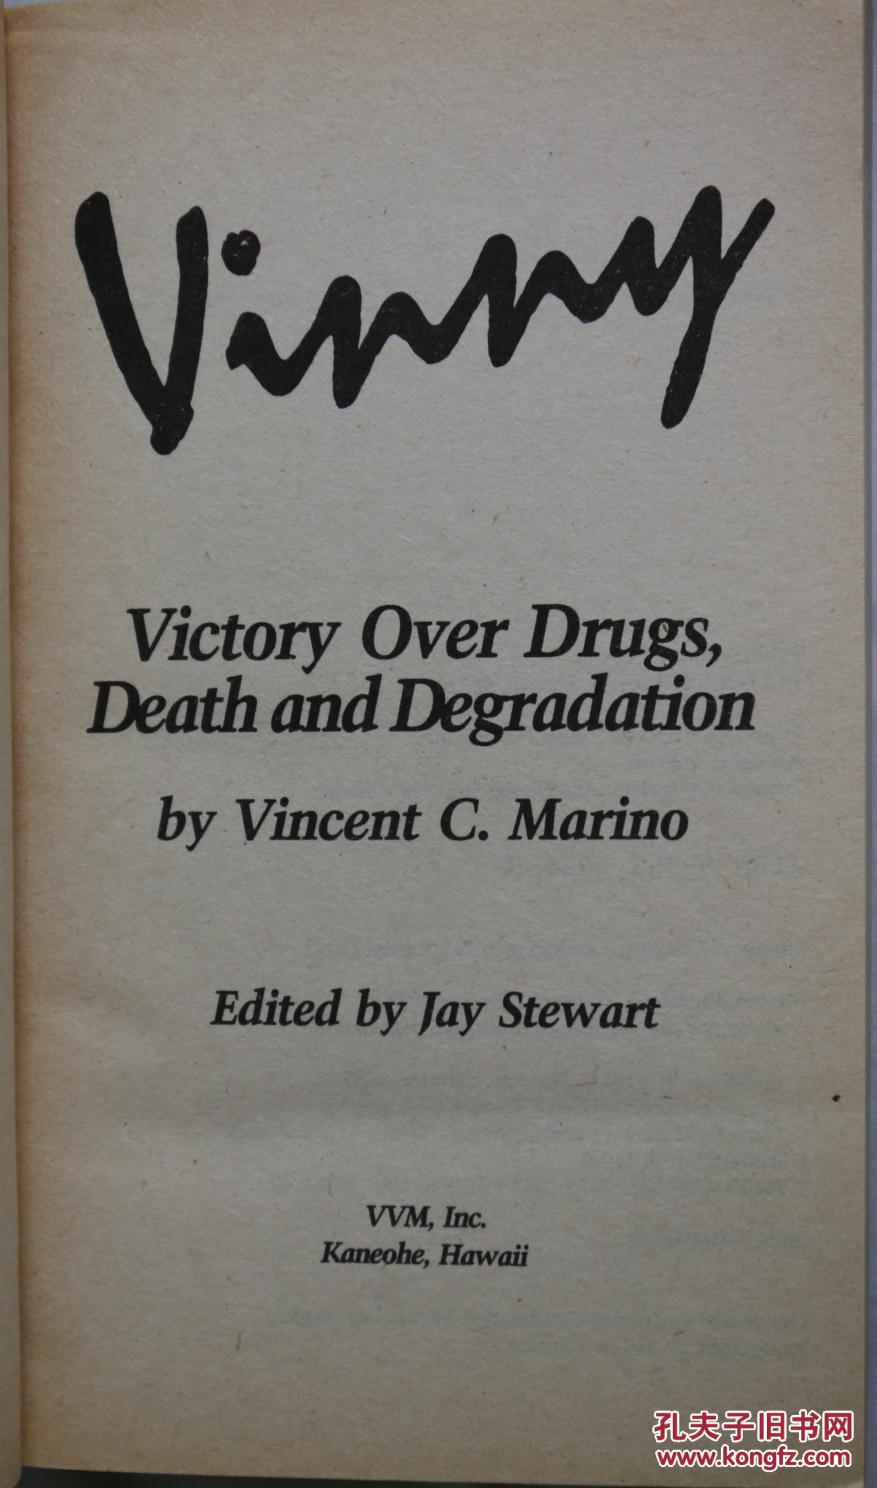 Vinny
Victory Over Drugs,
Death and Degradation
by Vincent C. Marino
Edited by Jay Stewart
VVM, Inc.
Kaneohe, Hawaii
孔夫子旧书网
www.kongfz.com